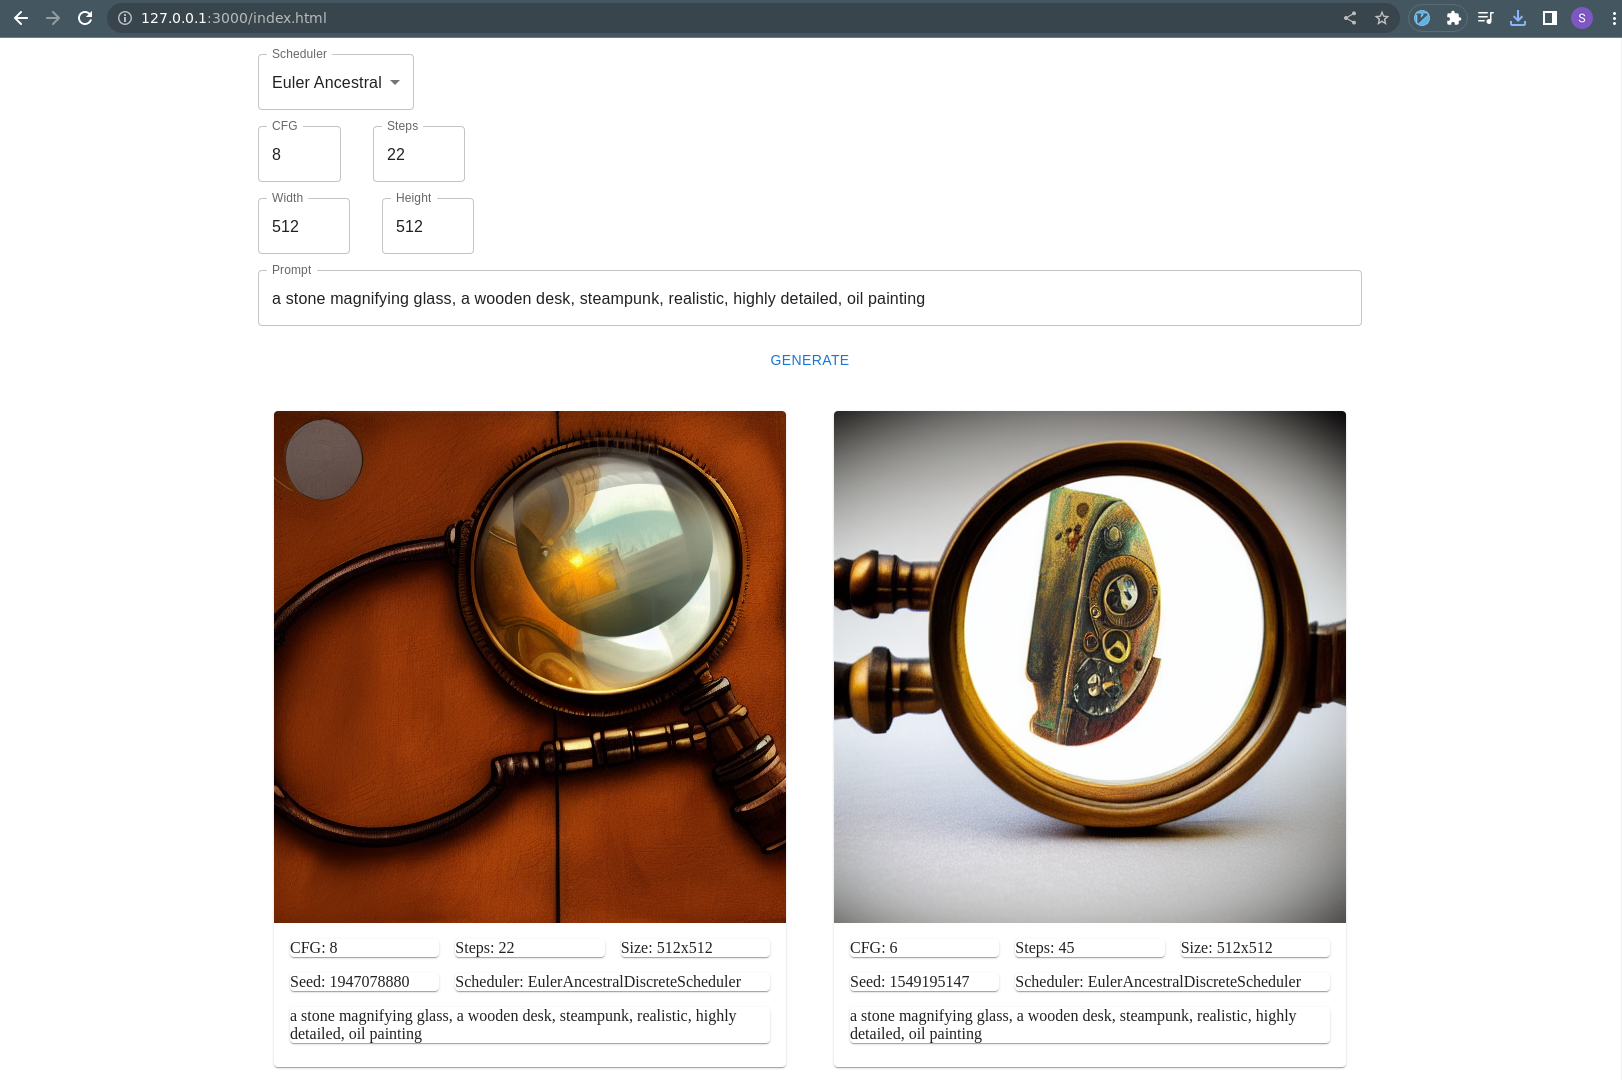 127.0.0.1:3000/index.html
S
Scheduler
Euler Ancestral
CFG
8
Steps
22
Width
512
Height
512
Prompt
a stone magnifying glass, a wooden desk, steampunk, realistic, highly detailed, oil painting
GENERATE
CFG: 8
Steps: 22
Size: 512x512
Seed: 1947078880
Scheduler: EulerAncestralDiscreteScheduler
a stone magnifying glass, a wooden desk, steampunk, realistic, highly
detailed, oil painting
CFG: 6
Steps: 45
Size: 512x512
Seed: 1549195147
Scheduler: EulerAncestralDiscreteScheduler
a stone magnifying glass, a wooden desk, steampunk, realistic, highly
detailed, oil painting